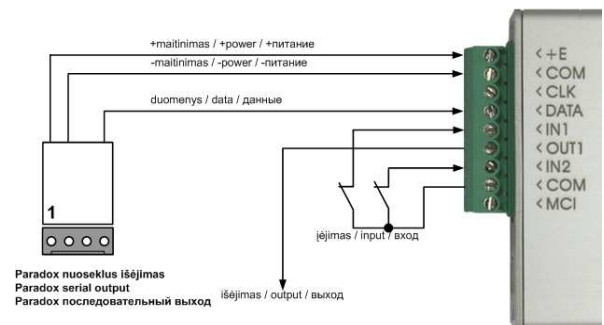 +maitinimas / +power / +питание
-maitinimas / -power / -питание
duomenys / data / данные
<+E
<COM
<CLK
<DATA
<IN1
<OUT1
<IN2
<COM
<MCI
1
įėjimas / input / вход
Paradox nuoseklus išėjimas
Paradox serial output
Paradox последовательный выход
išėjimas / output / выход